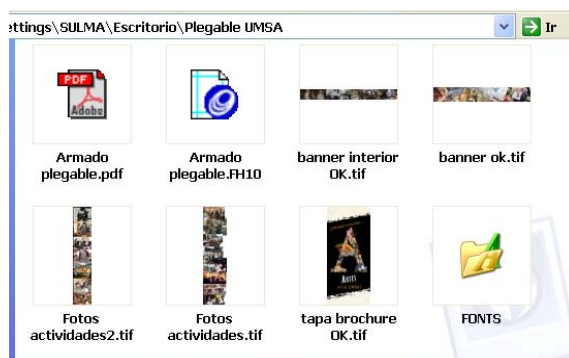 ettings\SULMA\Escritorio\Plegable UMSA
Ir
PDF
Adobe
Armado
plegable.pdf
Armado
plegable.FH10
banner interior
OK.tif
banner ok.tif
A
ARTES
Fotos
actividades2.tif
Fotos
actividades.tif
tapa brochure
OK.tif
FONTS